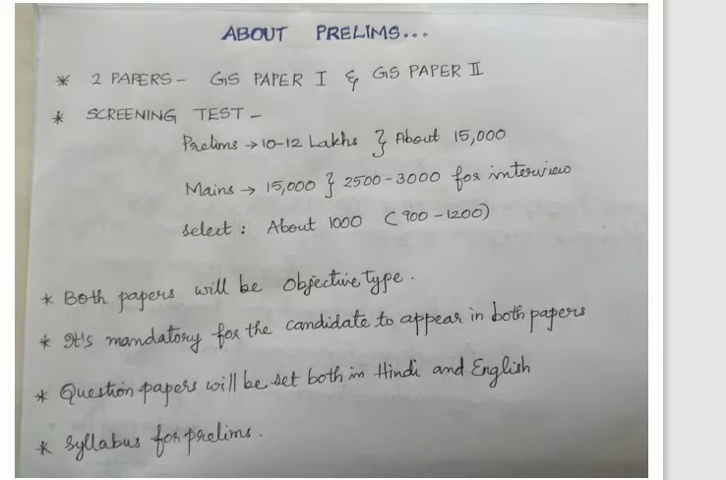 ABOUT PRELIMS...
* 2 PAPERS - GS PAPER I & GS PAPER II
* SCREENING TEST -
Prelims → 10-12 Lakhs } About 15,000
Mains → 15,000 } 2500-3000 for interview
select : About 1000 (900-1200)
* Both papers will be Objective type.
* It's mandatory for the candidate to appear in both papers
* Question papers will be set both in Hindi and English
* Syllabus for prelims.